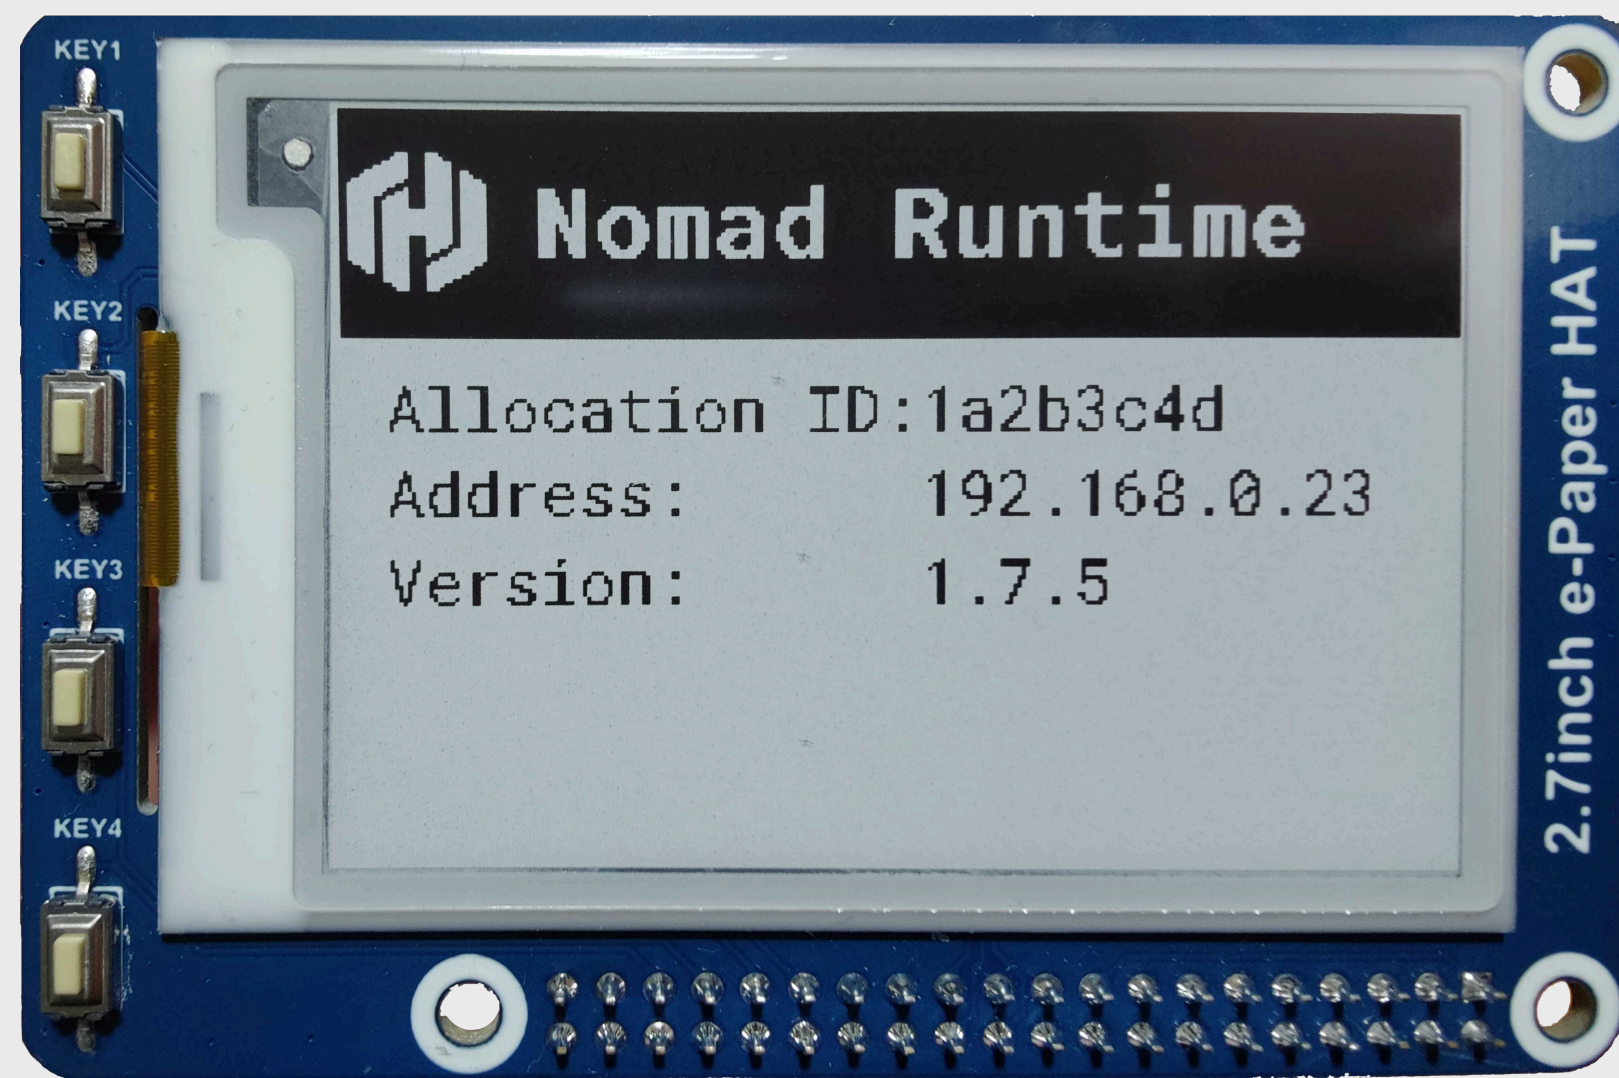 KEY1
KEY2
KEY3
KEY4
Nomad Runtime
Allocation ID:1a2b3c4d
Address: 192.168.0.23
Version: 1.7.5
2.7inch e-Paper HAT